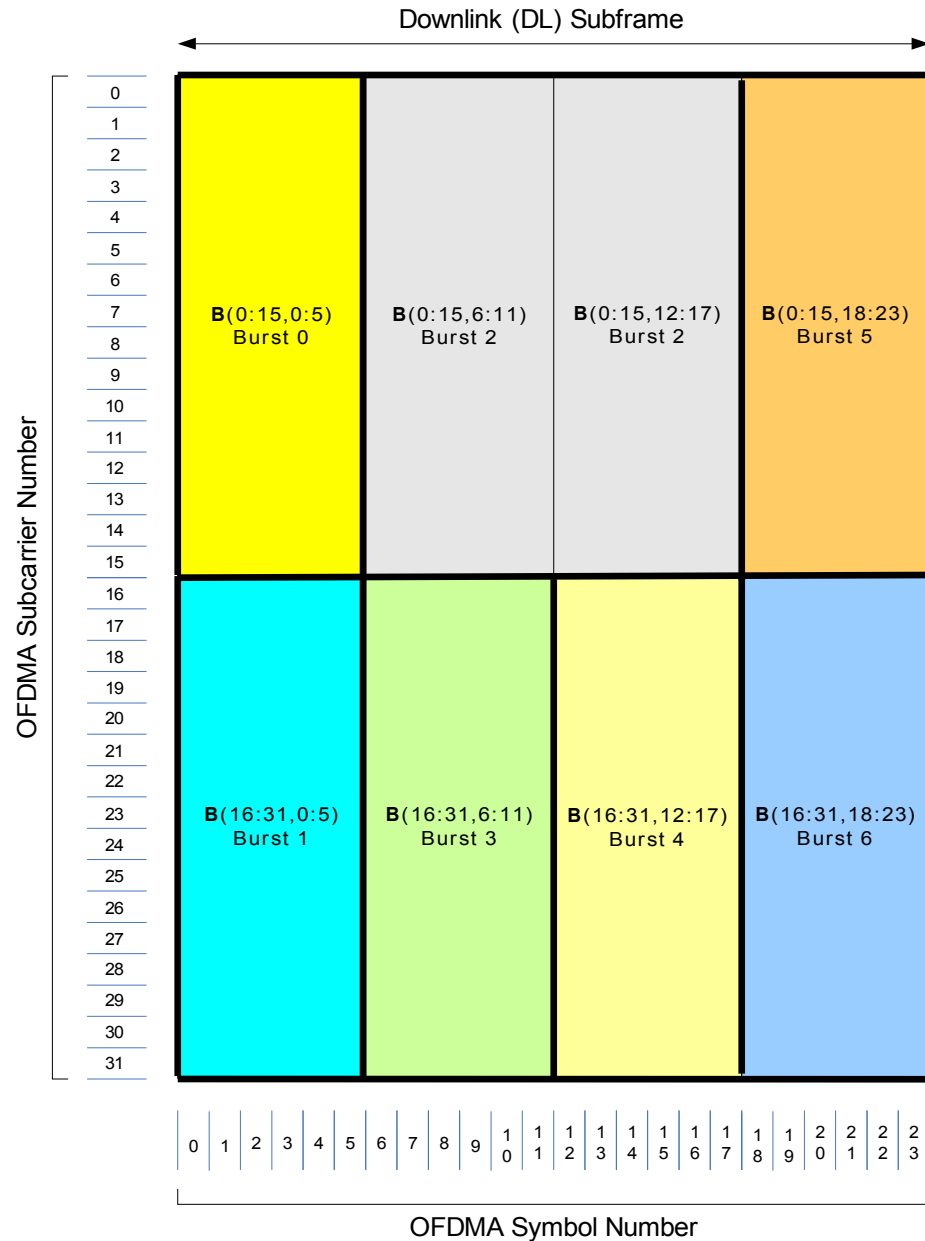 Downlink (DL) Subframe
OFDMA Subcarrier Number
0
1
2
3
4
5
6
7
8
9
10
11
12
13
14
15
16
17
18
19
20
21
22
23
24
25
26
27
28
29
30
31
B(0:15,0:5)
Burst 0
B(0:15,6:11)
Burst 2
B(0:15,12:17)
Burst 2
B(0:15,18:23)
Burst 5
B(16:31,0:5)
Burst 1
B(16:31,6:11)
Burst 3
B(16:31,12:17)
Burst 4
B(16:31,18:23)
Burst 6
0 1 2 3 4 5 6 7 8 9 10 11 12 13 14 15 16 17 18 19 20 21 22 23
OFDMA Symbol Number